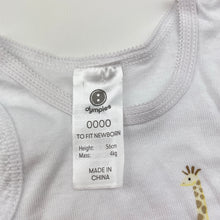 dymples
0000
TO FIT NEWBORN
Height: 56cm
Mass: 4kg
MADE IN
CHINA